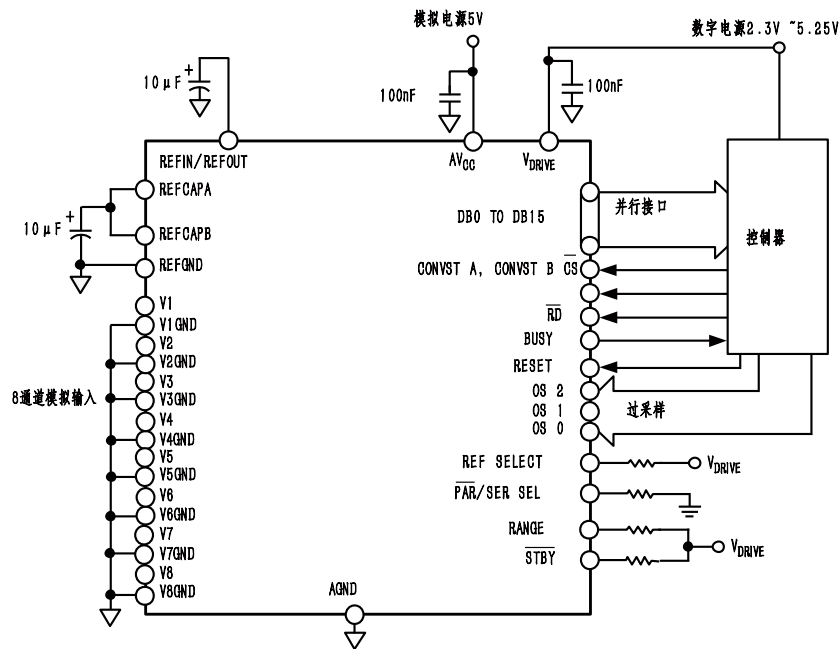 模拟电源5V
数字电源2.3V ~5.25V
10μF
+
100nF
100nF
REFIN/REFOUT
AVCC
VDRIVE
REFCAPA
10μF
+
REFCAPB
REFGND
DB0 TO DB15
并行接口
控制器
CONVST A, CONVST B CS
RD
BUSY
RESET
OS 2
OS 1
OS 0
过采样
V1
V1GND
V2
V2GND
V3
V3GND
V4
V4GND
V5
V5GND
V6
V6GND
V7
V7GND
V8
V8GND
8通道模拟输入
REF SELECT
VDRIVE
PAR/SER SEL
RANGE
STBY
VDRIVE
AGND